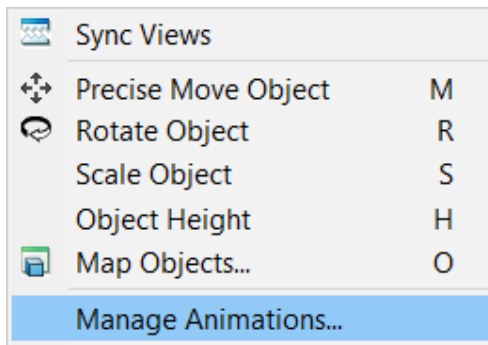 Sync Views
Precise Move Object M
Rotate Object R
Scale Object S
Object Height H
Map Objects... O
Manage Animations...